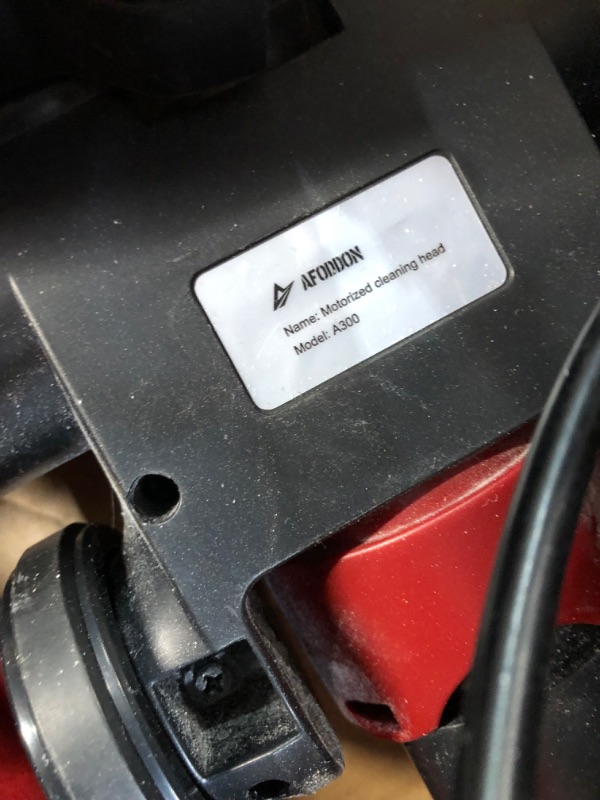 AFODDON
Name: Motorized cleaning head
Model: A300